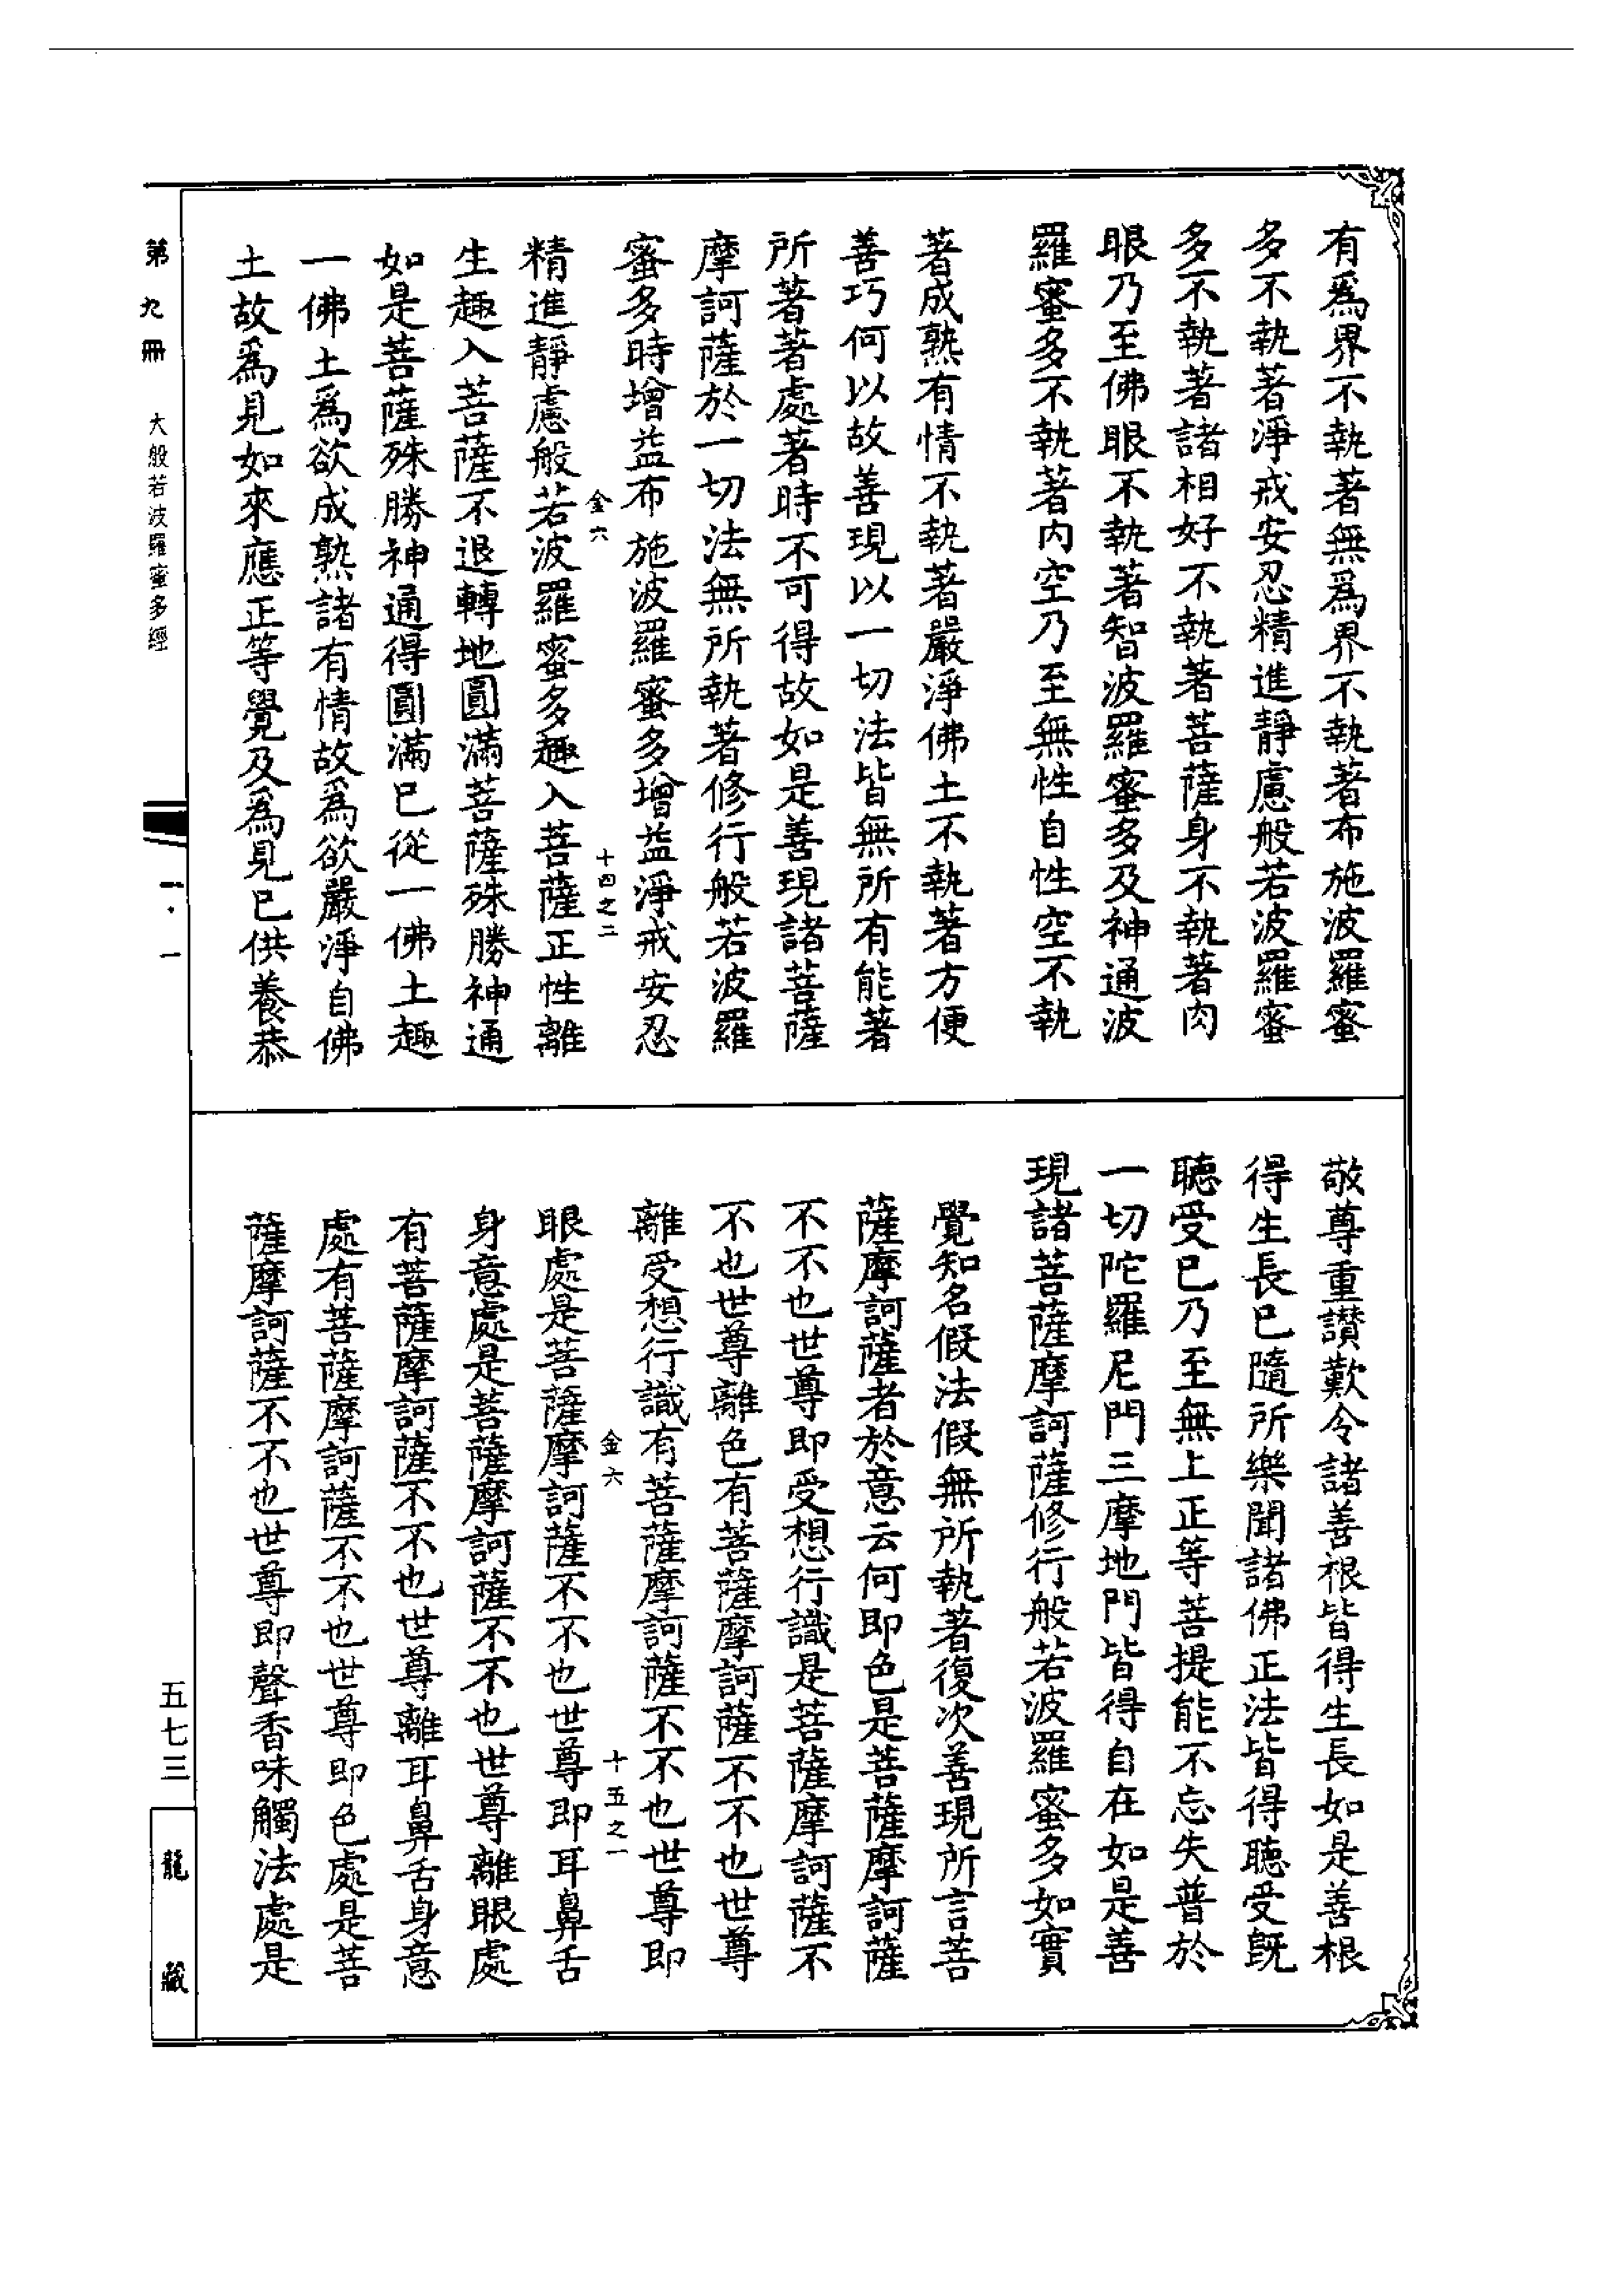 有爲界不執著無爲界不執著布施波羅蜜
多不執著淨戒安忍精進靜慮般若波羅蜜
多不執著諸相好不執著菩薩身不執著肉
眼乃至佛眼不執著智波羅蜜多及神通波
羅蜜多不執著內空乃至無性自性空不執
著成熟有情不執著嚴淨佛土不執著方便
善巧何以故善現以一切法皆無所有能著
所著著處著時不可得故如是善現諸菩薩
摩訶薩於一切法無所執著修行般若波羅
蜜多時增益布施波羅蜜多增益淨戒安忍
金六 十四之二
精進靜慮般若波羅蜜多趣入菩薩正性離
生趣入菩薩不退轉地圓滿菩薩殊勝神通
如是菩薩殊勝神通得圓滿已從一佛土趣
一佛土爲欲成熟諸有情故爲欲嚴淨自佛
土故爲見如來應正等覺及爲見已供養恭
敬尊重讚歎令諸善根皆得生長如是善根
得生長已隨所樂聞諸佛正法皆得聽受既
聽受已乃至無上正等菩提能不忘失普於
一切陀羅尼門三摩地門皆得自在如是善
現諸菩薩摩訶薩修行般若波羅蜜多如實
覺知名假法假無所執著復次善現所言菩
薩摩訶薩者於意云何即色是菩薩摩訶薩
不不也世尊即受想行識是菩薩摩訶薩不
不也世尊離色有菩薩摩訶薩不不也世尊
離受想行識有菩薩摩訶薩不不也世尊即
金六 十五之一
眼處是菩薩摩訶薩不不也世尊即耳鼻舌
身意處是菩薩摩訶薩不不也世尊離眼處
有菩薩摩訶薩不不也世尊離耳鼻舌身意
處有菩薩摩訶薩不不也世尊即色處是菩
薩摩訶薩不不也世尊即聲香味觸法處是
第九冊 大般若波羅蜜多經 一·一
五七三 龍藏